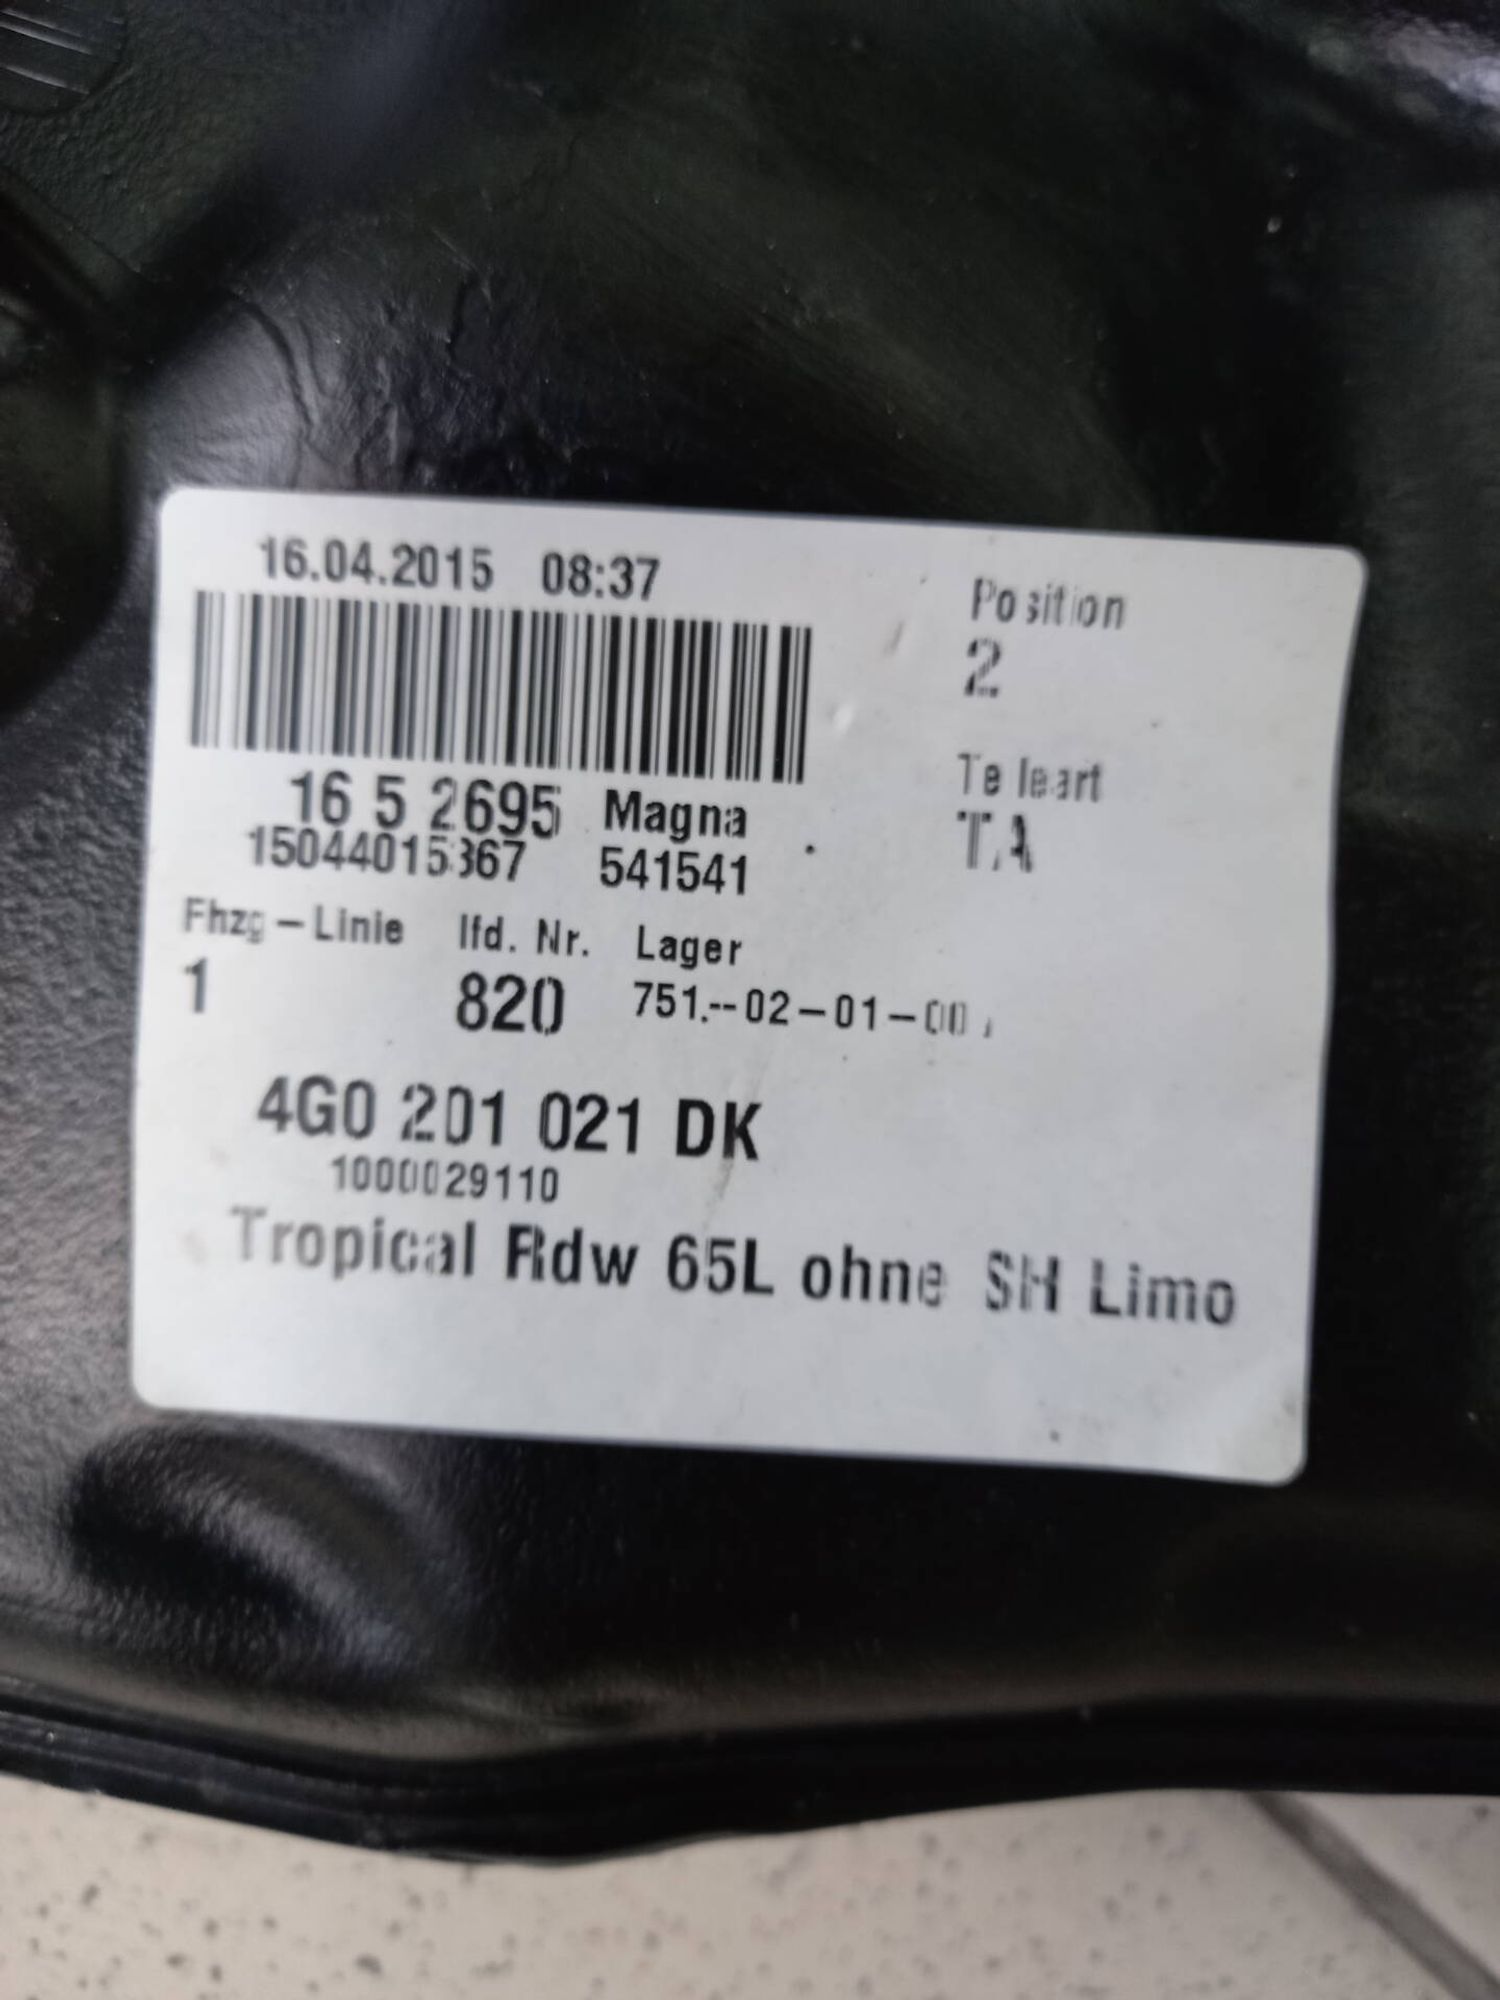 16.04.2015 08:37
Position
2
16 5 2695 Magna
15044015367 541541
Teileart
TA
Fhzg-Linie lfd. Nr. Lager
1 820 751.--02-01-00
4G0 201 021 DK
1000029110
Tropical Rdw 65L ohne SH Limo